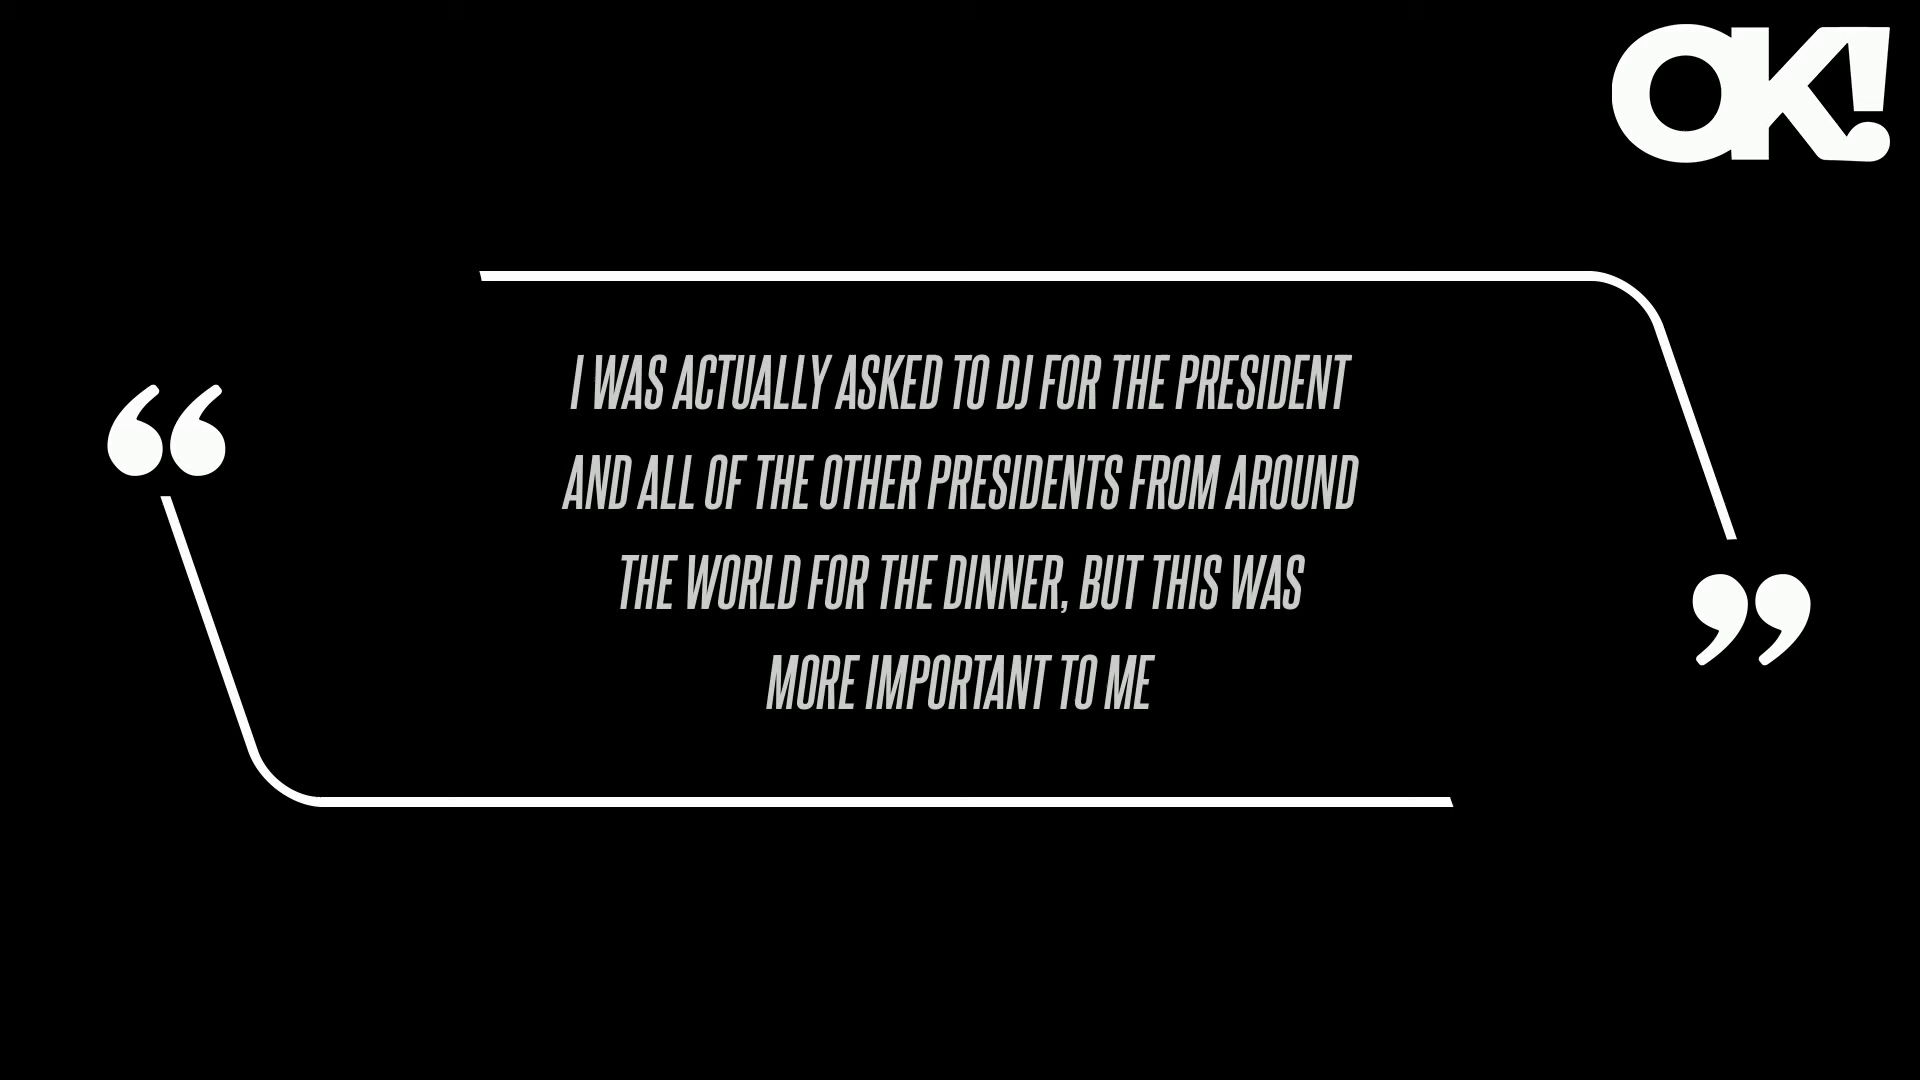 OK!
I WAS ACTUALLY ASKED TO DJ FOR THE PRESIDENT
AND ALL OF THE OTHER PRESIDENTS FROM AROUND
THE WORLD FOR THE DINNER, BUT THIS WAS
MORE IMPORTANT TO ME